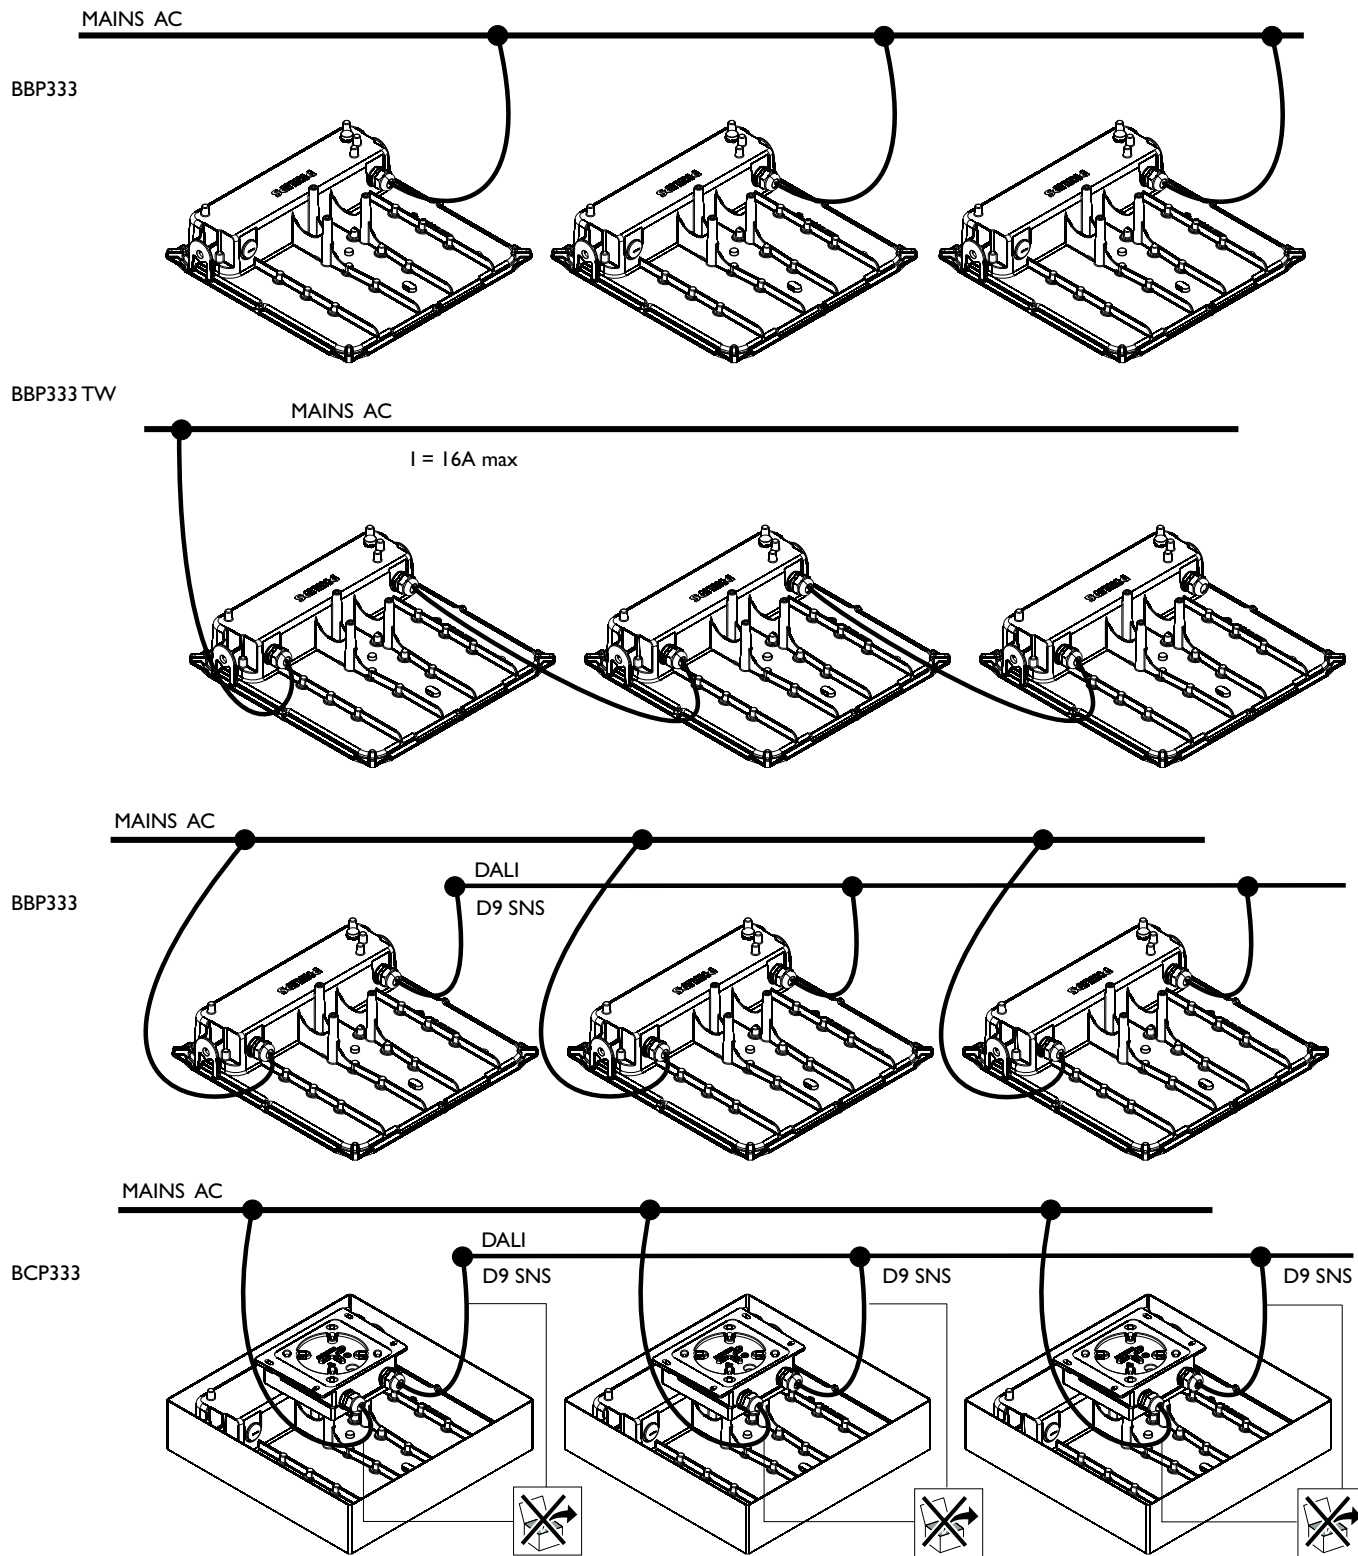 MAINS AC
BBP333
BBP333 TW
MAINS AC
I = 16A max
MAINS AC
DALI
BBP333
D9 SNS
MAINS AC
DALI
BCP333
D9 SNS
D9 SNS
D9 SNS